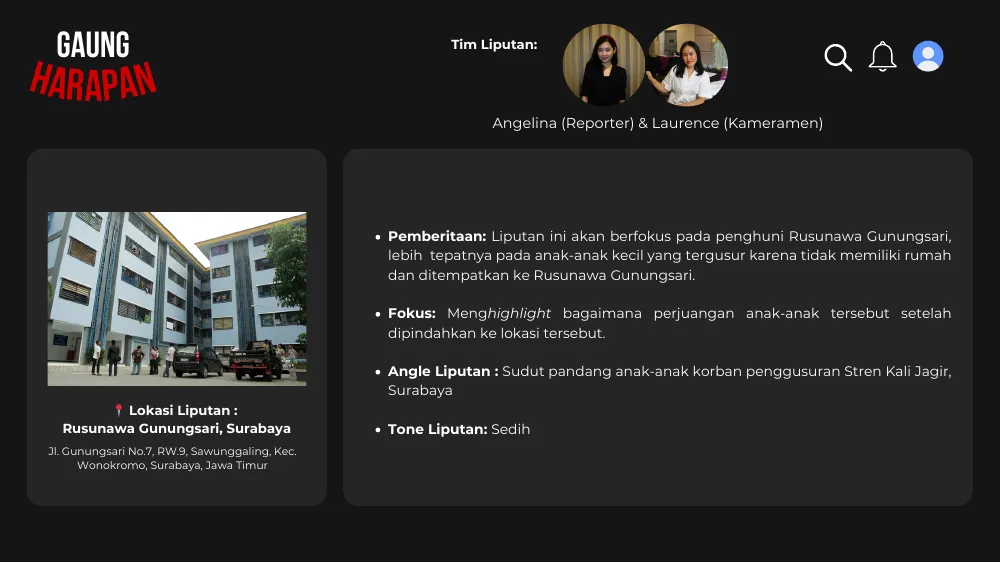 GAUNG
HARAPAN
Tim Liputan:
Angelina (Reporter) & Laurence (Kameramen)
📍 Lokasi Liputan :
Rusunawa Gunungsari, Surabaya
Jl. Gunungsari No.7, RW.9, Sawunggaling, Kec.
Wonokromo, Surabaya, Jawa Timur
• Pemberitaan: Liputan ini akan berfokus pada penghuni Rusunawa Gunungsari,
lebih tepatnya pada anak-anak kecil yang tergusur karena tidak memiliki rumah
dan ditempatkan ke Rusunawa Gunungsari.
• Fokus: Menghighlight bagaimana perjuangan anak-anak tersebut setelah
dipindahkan ke lokasi tersebut.
• Angle Liputan : Sudut pandang anak-anak korban penggusuran Stren Kali Jagir,
Surabaya
• Tone Liputan: Sedih